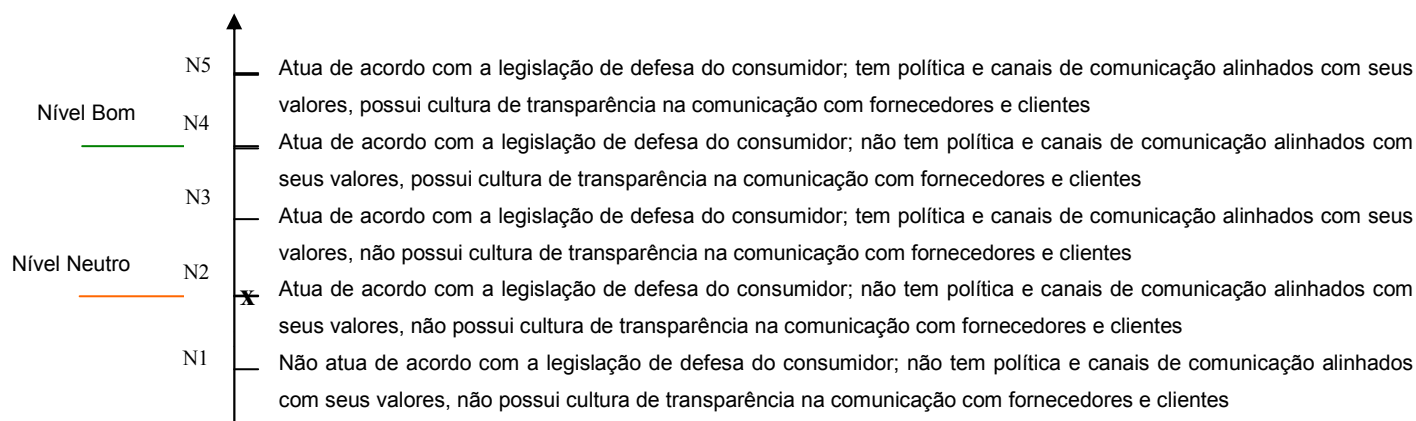 N5 Atua de acordo com a legislação de defesa do consumidor; tem política e canais de comunicação alinhados com seus
valores, possui cultura de transparência na comunicação com fornecedores e clientes
Nível Bom
N4 Atua de acordo com a legislação de defesa do consumidor; não tem política e canais de comunicação alinhados com
seus valores, possui cultura de transparência na comunicação com fornecedores e clientes
N3 Atua de acordo com a legislação de defesa do consumidor; tem política e canais de comunicação alinhados com seus
valores, não possui cultura de transparência na comunicação com fornecedores e clientes
Nível Neutro
N2 Atua de acordo com a legislação de defesa do consumidor; não tem política e canais de comunicação alinhados com
x
seus valores, não possui cultura de transparência na comunicação com fornecedores e clientes
N1 Não atua de acordo com a legislação de defesa do consumidor; não tem política e canais de comunicação alinhados
com seus valores, não possui cultura de transparência na comunicação com fornecedores e clientes